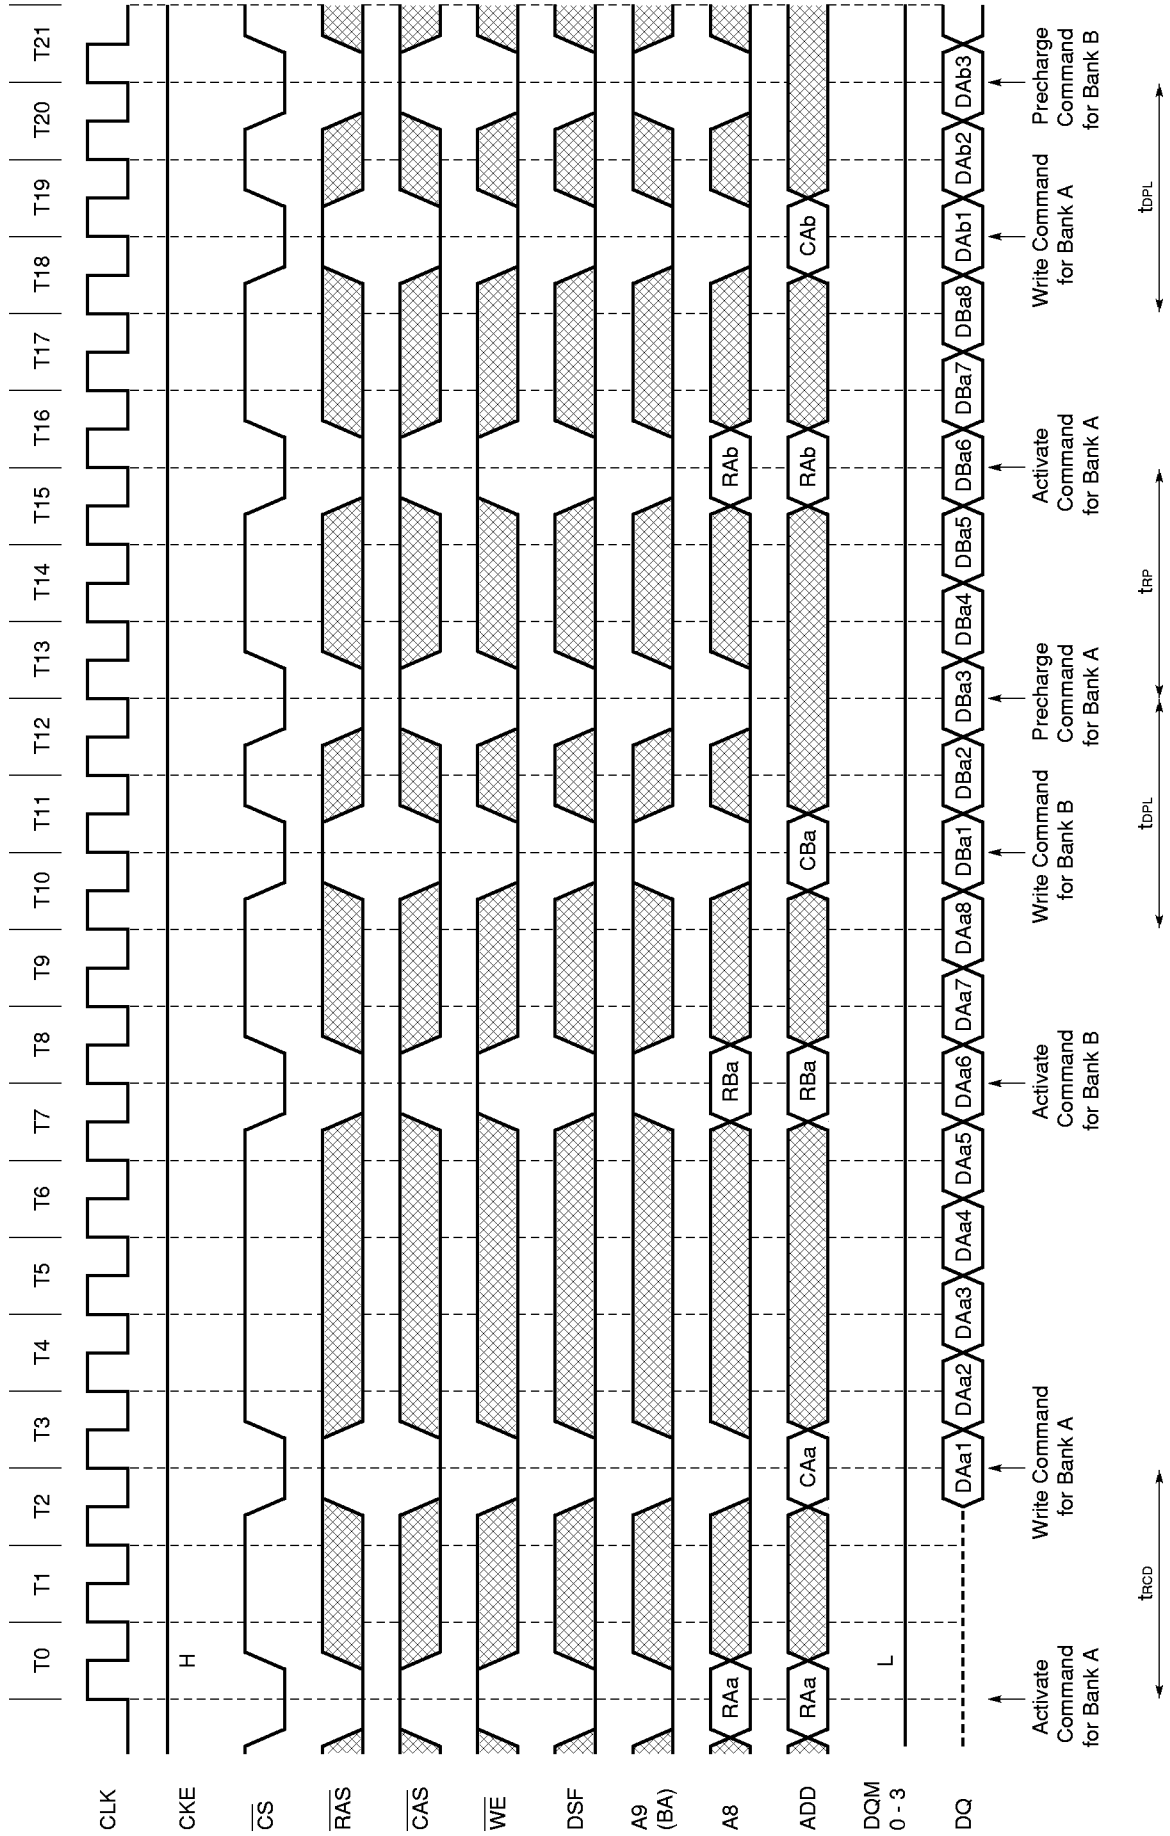 T0 T1 T2 T3 T4 T5 T6 T7 T8 T9 T10 T11 T12 T13 T14 T15 T16 T17 T18 T19 T20 T21
CLK
CKE H
CS
RAS
CAS
WE
DSF
A9
(BA)
A8 RAa RBa RAb
ADD RAa CAa RBa CBa RAb CAb
DQM
0 - 3
L
DQ DAa1 DAa2 DAa3 DAa4 DAa5 DAa6 DAa7 DAa8 DBa1 DBa2 DBa3 DBa4 DBa5 DBa6 DBa7 DBa8 DAb1 DAb2 DAb3
Activate
Command
for Bank A
Write Command
for Bank A
Activate
Command
for Bank B
Write Command
for Bank B
Precharge
Command
for Bank A
Activate
Command
for Bank A
Write Command
for Bank A
Precharge
Command
for Bank B
tRCD tDPL tRP tDPL